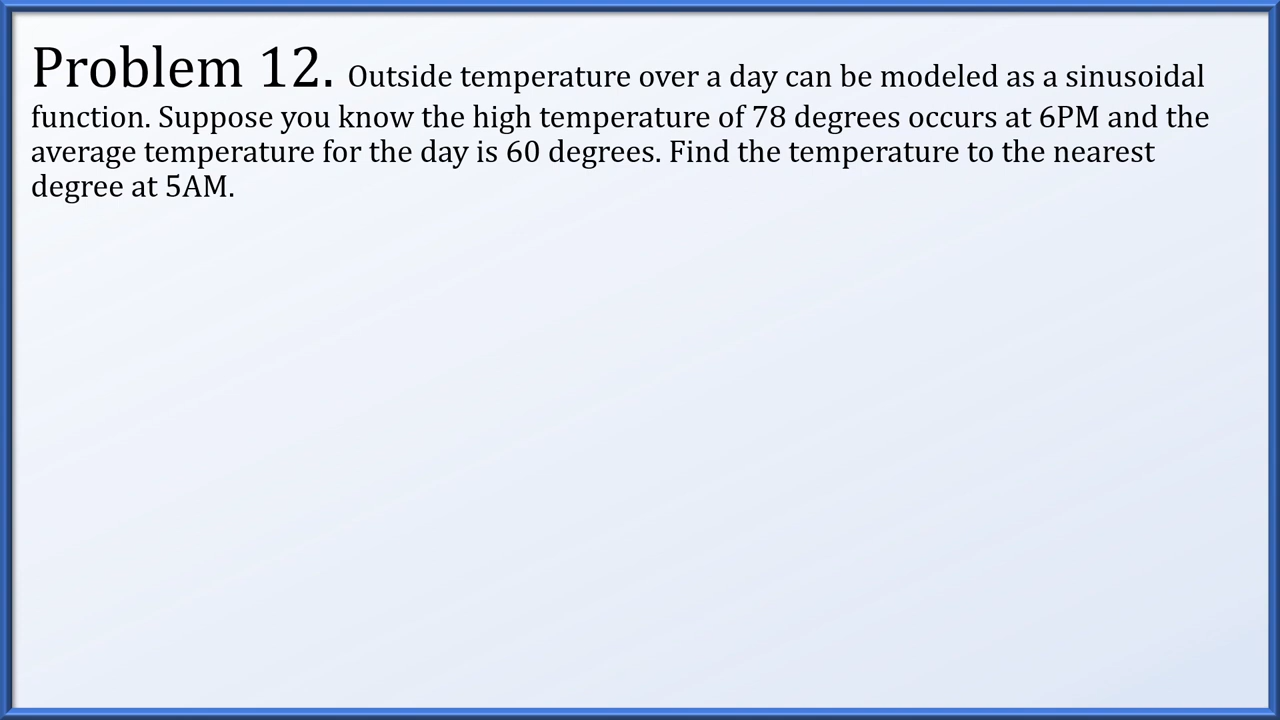 Problem 12. Outside temperature over a day can be modeled as a sinusoidal
function. Suppose you know the high temperature of 78 degrees occurs at 6PM and the
average temperature for the day is 60 degrees. Find the temperature to the nearest
degree at 5AM.